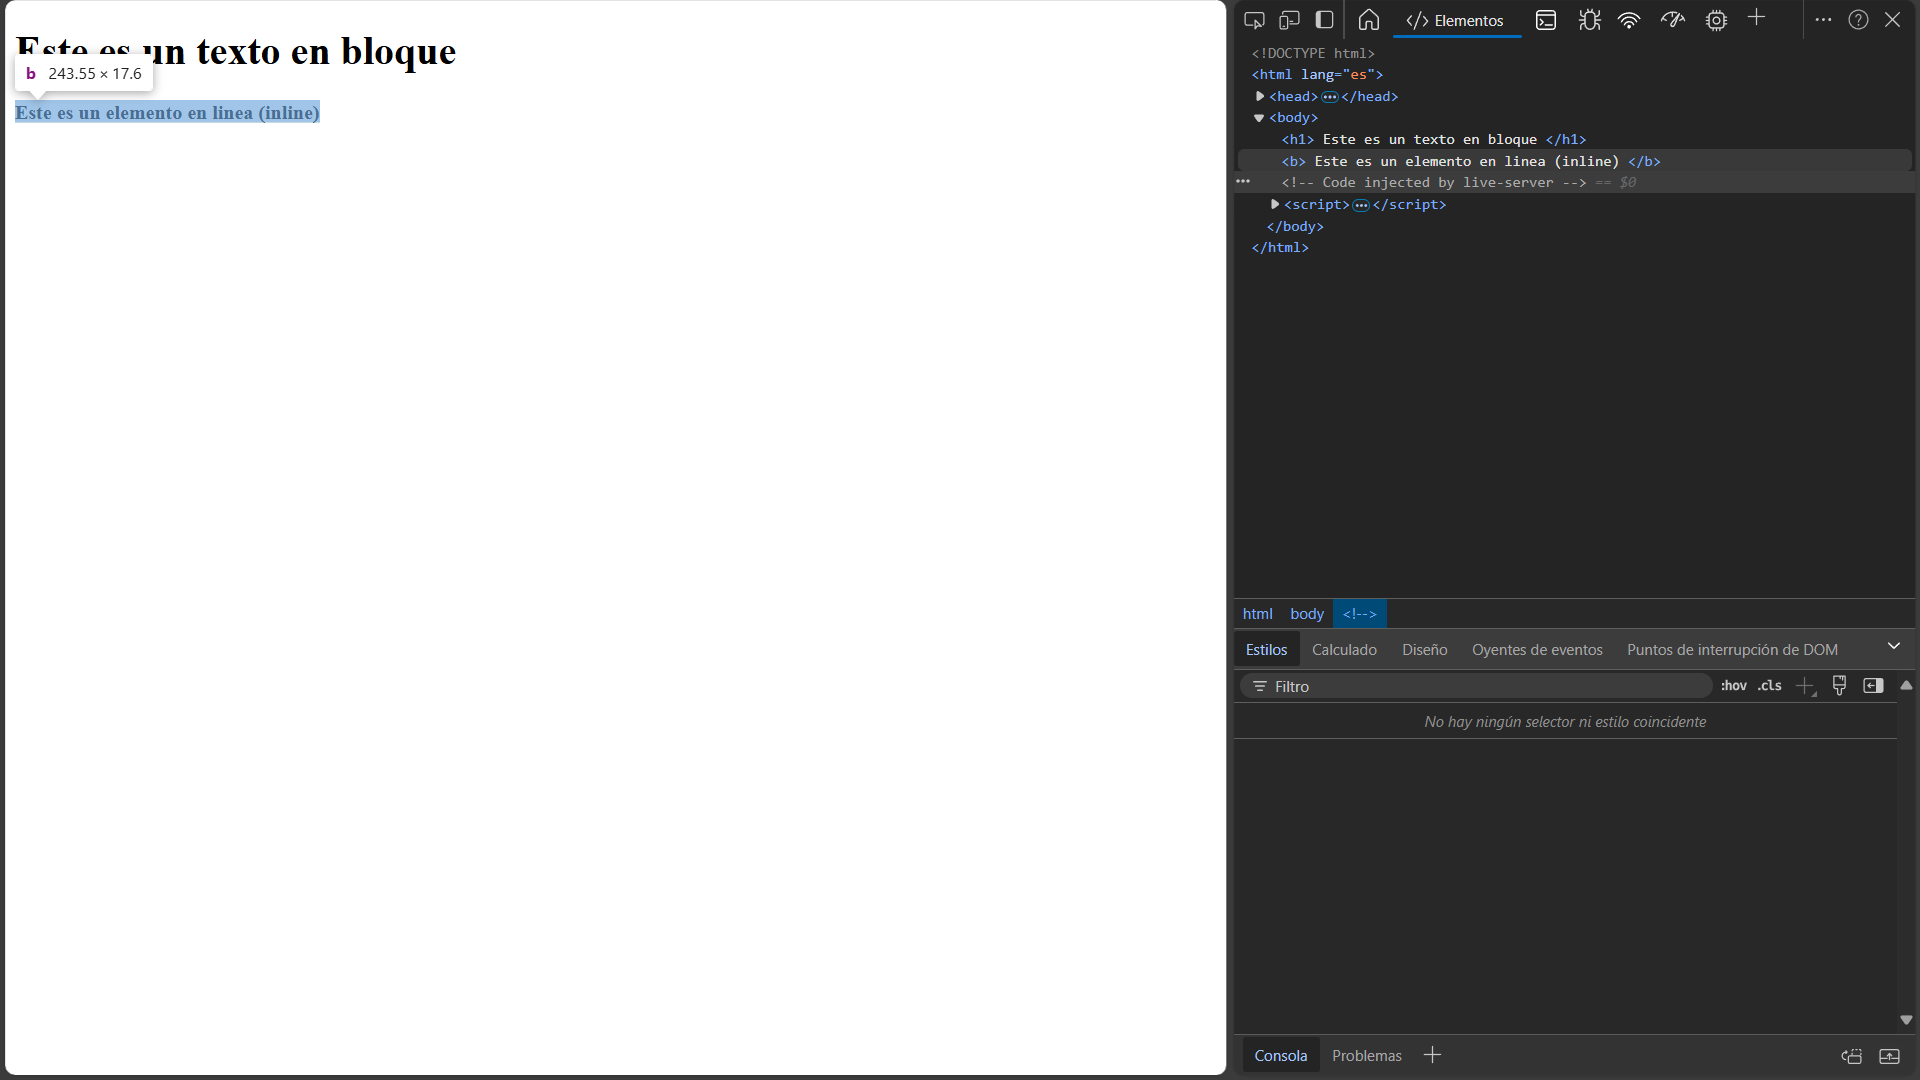 Este es un texto en bloque
b 243.55 × 17.6
Este es un elemento en linea (inline)
</> Elementos
<!DOCTYPE html>
<html lang="es">
<head>•••</head>
<body>
<h1> Este es un texto en bloque </h1>
<b> Este es un elemento en linea (inline) </b>
<!-- Code injected by live-server --> == $0
<script>•••</script>
</body>
</html>
html body <!-->
Estilos Calculado Diseño Oyentes de eventos Puntos de interrupción de DOM
Filtro :hov .cls
No hay ningún selector ni estilo coincidente
Consola Problemas